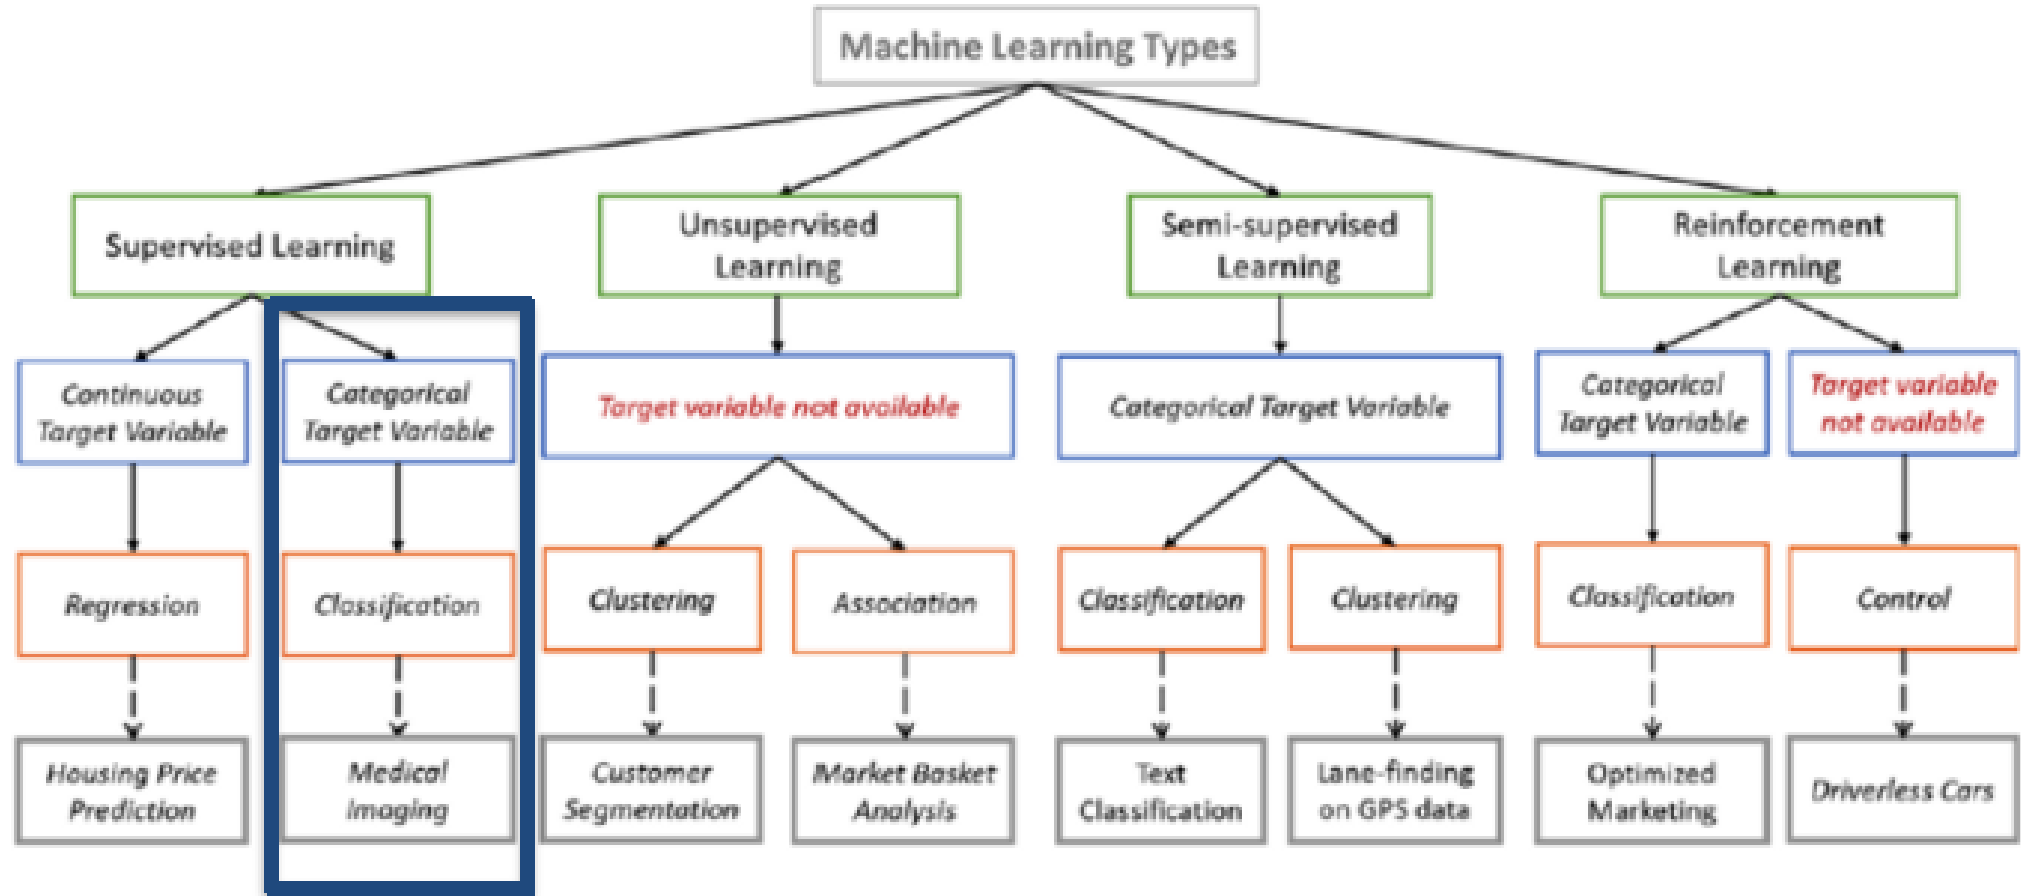 Machine Learning Types
Supervised Learning
Unsupervised
Learning
Semi-supervised
Learning
Reinforcement
Learning
Continuous
Target Variable
Categorical
Target Variable
Target variable not available
Categorical Target Variable
Categorical
Target Variable
Target variable
not available
Regression
Classification
Clustering
Association
Classification
Clustering
Classification
Control
Housing Price
Prediction
Medical
Imaging
Customer
Segmentation
Market Basket
Analysis
Text
Classification
Lane-finding
on GPS data
Optimized
Marketing
Driverless Cars